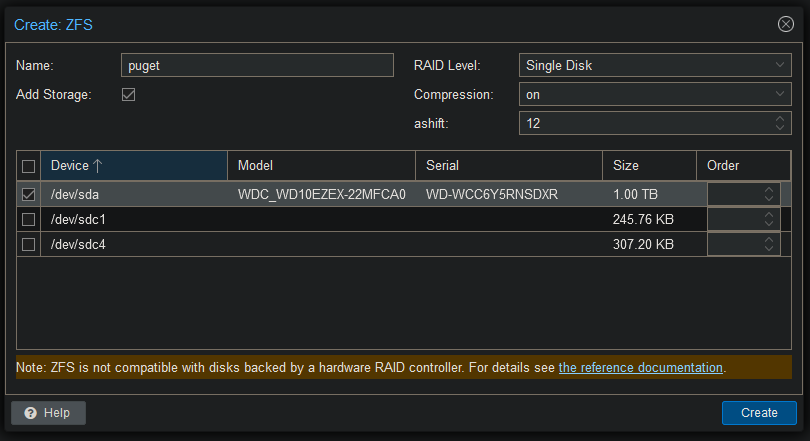 Create: ZFS
Name: puget RAID Level: Single Disk
Add Storage: Compression: on
ashift: 12
Device Model Serial Size Order
/dev/sda WDC_WD10EZEX-22MFCA0 WD-WCC6Y5RNSDXR 1.00 TB
/dev/sdc1 245.76 KB
/dev/sdc4 307.20 KB
Note: ZFS is not compatible with disks backed by a hardware RAID controller. For details see the reference documentation.
Help Create